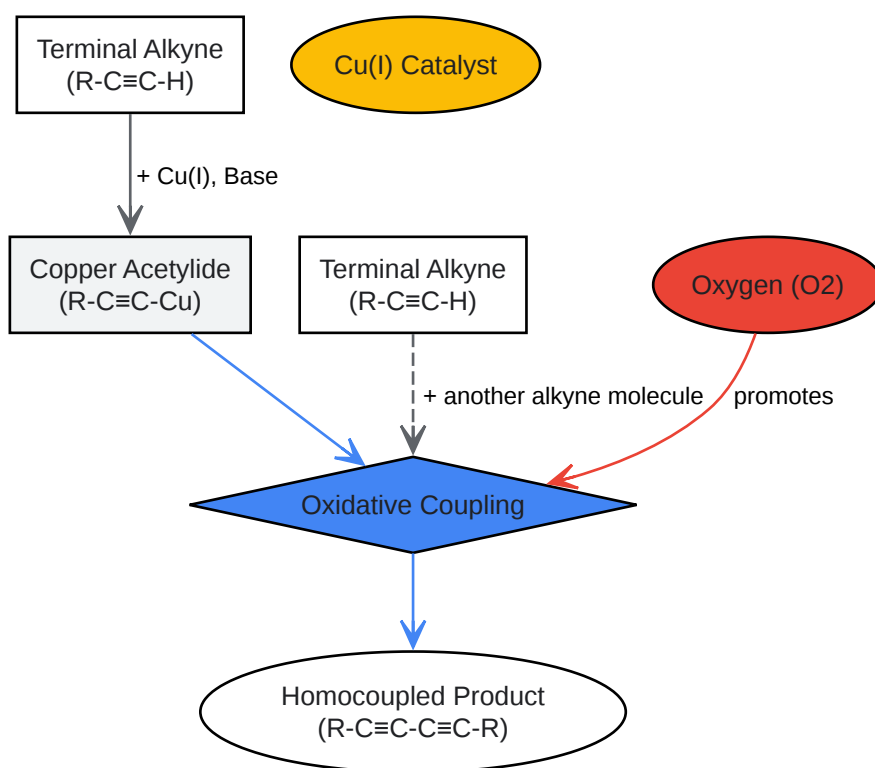 Terminal Alkyne
(R-C≡C-H)
Cu(I) Catalyst
+ Cu(I), Base
Copper Acetylide
(R-C≡C-Cu)
Terminal Alkyne
(R-C≡C-H)
Oxygen (O2)
+ another alkyne molecule
promotes
Oxidative Coupling
Homocoupled Product
(R-C≡C-C≡C-R)